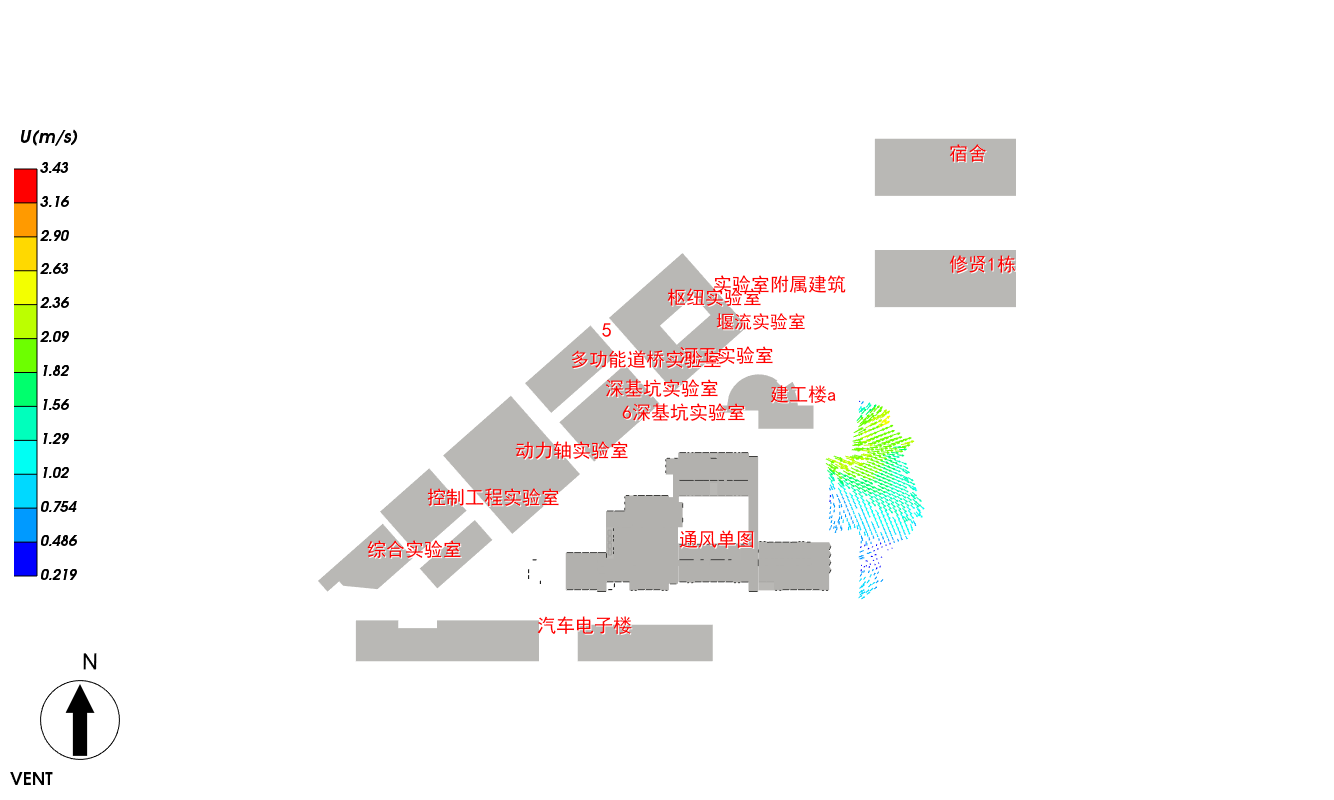 U(m/s)
3.43
3.16
2.90
2.63
2.36
2.09
1.82
1.56
1.29
1.02
0.754
0.486
0.219
宿舍
修贤1栋
实验室附属建筑
枢纽实验室
堰流实验室
5
多功能道桥实验室
河工实验室
深基坑实验室
建工楼a
6深基坑实验室
动力轴实验室
控制工程实验室
通风单图
综合实验室
汽车电子楼
N
VENT